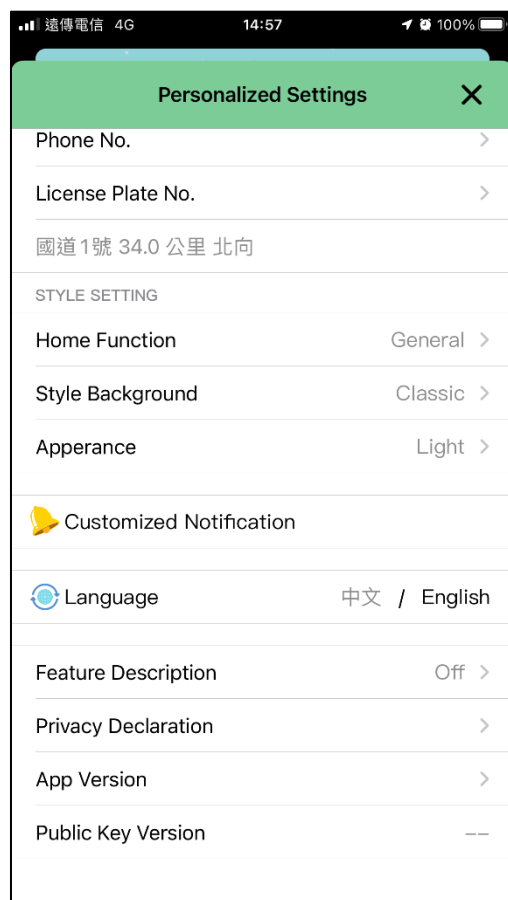 遠傳電信 4G 14:57 100%
Personalized Settings
Phone No.
License Plate No.
國道1號 34.0 公里 北向
STYLE SETTING
Home Function General
Style Background Classic
Apperance Light
Customized Notification
Language 中文 / English
Feature Description Off
Privacy Declaration
App Version
Public Key Version --